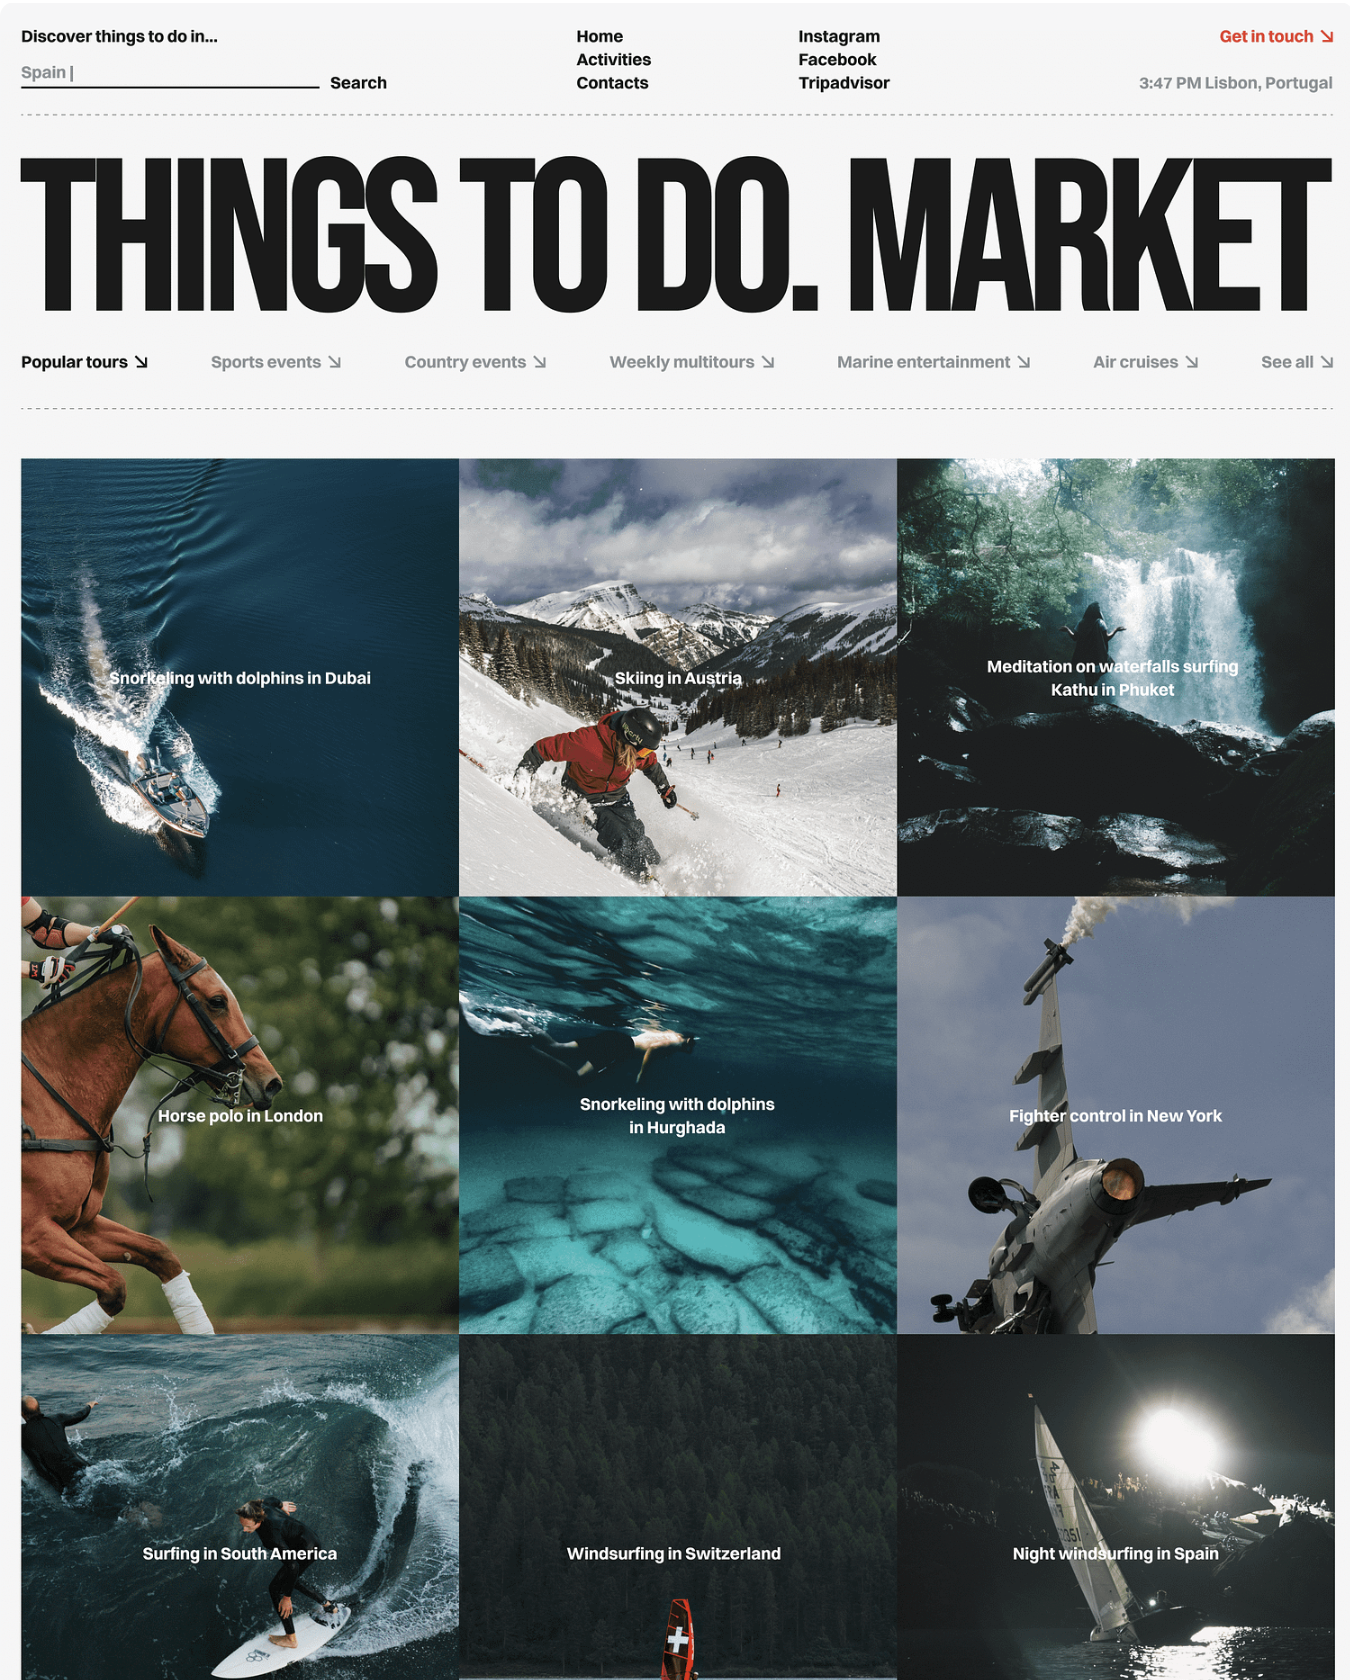 Discover things to do in...
Spain
Search
Home
Activities
Contacts
Instagram
Facebook
Tripadvisor
Get in touch ↘
3:47 PM Lisbon, Portugal
THINGS TO DO. MARKET
Popular tours ↘
Sports events ↘
Country events ↘
Weekly multitours ↘
Marine entertainment ↘
Air cruises ↘
See all ↘
Snorkeling with dolphins in Dubai
Skiing in Austria
Meditation on waterfalls surfing
Kathu in Phuket
Horse polo in London
Snorkeling with dolphins
in Hurghada
Fighter control in New York
Surfing in South America
Windsurfing in Switzerland
Night windsurfing in Spain